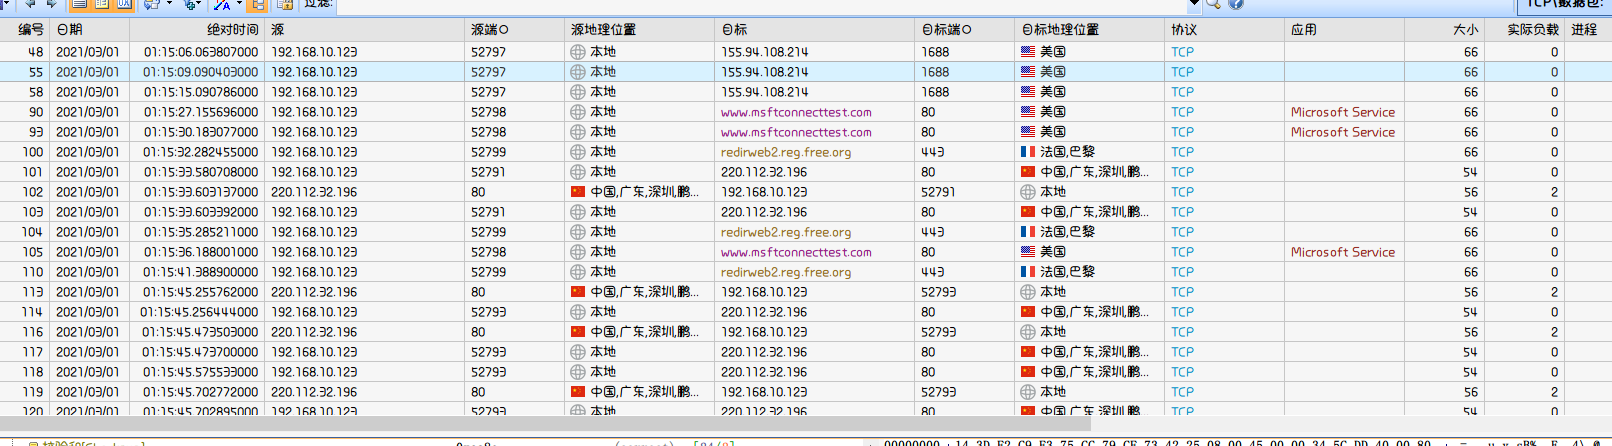 过滤:
TCP\数据包:
编号 日期 绝对时间 源 源端口 源地理位置 目标 目标端口 目标地理位置 协议 应用 大小 实际负载 进程
48 2021/03/01 01:15:06.063807000 192.168.10.123 52797 本地 155.94.108.214 1688 美国 TCP 66 0
55 2021/03/01 01:15:09.090403000 192.168.10.123 52797 本地 155.94.108.214 1688 美国 TCP 66 0
58 2021/03/01 01:15:15.090786000 192.168.10.123 52797 本地 155.94.108.214 1688 美国 TCP 66 0
90 2021/03/01 01:15:27.155696000 192.168.10.123 52798 本地 www.msftconnecttest.com 80 美国 TCP Microsoft Service 66 0
93 2021/03/01 01:15:30.183077000 192.168.10.123 52798 本地 www.msftconnecttest.com 80 美国 TCP Microsoft Service 66 0
100 2021/03/01 01:15:32.282455000 192.168.10.123 52799 本地 redirweb2.reg.free.org 443 法国,巴黎 TCP 66 0
101 2021/03/01 01:15:33.580708000 192.168.10.123 52791 本地 220.112.32.196 80 中国,广东,深圳,鹏... TCP 54 0
102 2021/03/01 01:15:33.603137000 220.112.32.196 80 中国,广东,深圳,鹏... 192.168.10.123 52791 本地 TCP 56 2
103 2021/03/01 01:15:33.603392000 192.168.10.123 52791 本地 220.112.32.196 80 中国,广东,深圳,鹏... TCP 54 0
104 2021/03/01 01:15:35.285211000 192.168.10.123 52799 本地 redirweb2.reg.free.org 443 法国,巴黎 TCP 66 0
105 2021/03/01 01:15:36.188001000 192.168.10.123 52798 本地 www.msftconnecttest.com 80 美国 TCP Microsoft Service 66 0
110 2021/03/01 01:15:41.388900000 192.168.10.123 52799 本地 redirweb2.reg.free.org 443 法国,巴黎 TCP 66 0
113 2021/03/01 01:15:45.255762000 220.112.32.196 80 中国,广东,深圳,鹏... 192.168.10.123 52793 本地 TCP 56 2
114 2021/03/01 01:15:45.256444000 192.168.10.123 52793 本地 220.112.32.196 80 中国,广东,深圳,鹏... TCP 54 0
116 2021/03/01 01:15:45.473503000 220.112.32.196 80 中国,广东,深圳,鹏... 192.168.10.123 52793 本地 TCP 56 2
117 2021/03/01 01:15:45.473700000 192.168.10.123 52793 本地 220.112.32.196 80 中国,广东,深圳,鹏... TCP 54 0
118 2021/03/01 01:15:45.575533000 192.168.10.123 52793 本地 220.112.32.196 80 中国,广东,深圳,鹏... TCP 54 0
119 2021/03/01 01:15:45.702772000 220.112.32.196 80 中国,广东,深圳,鹏... 192.168.10.123 52793 本地 TCP 56 2
120 2021/03/01 01:15:45.702895000 192.168.10.123 52793 本地 220.112.32.196 80 中国,广东,深圳,鹏... TCP 54 0